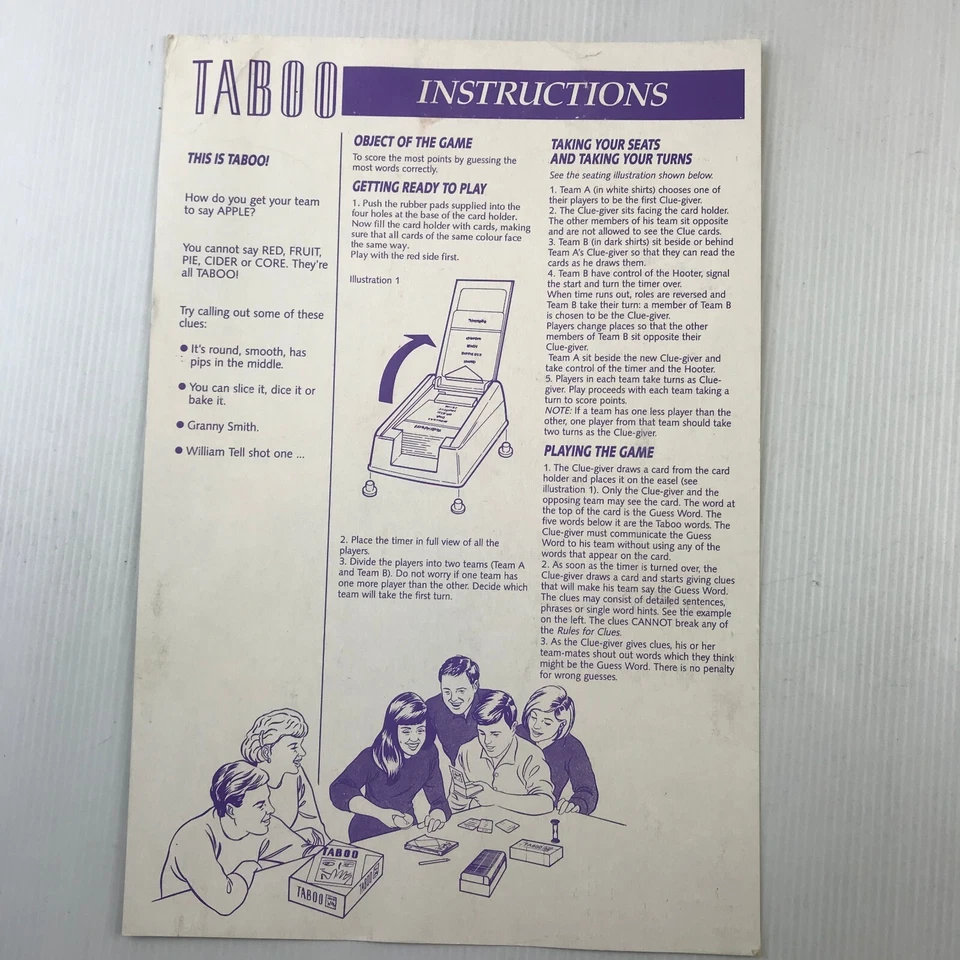 TABOO INSTRUCTIONS
THIS IS TABOO!
How do you get your team
to say APPLE?
You cannot say RED, FRUIT,
PIE, CIDER or CORE. They're
all TABOO!
Try calling out some of these
clues:
● It's round, smooth, has
pips in the middle.
● You can slice it, dice it or
bake it.
● Granny Smith.
● William Tell shot one ...
OBJECT OF THE GAME
To score the most points by guessing the
most words correctly.
GETTING READY TO PLAY
1. Push the rubber pads supplied into the
four holes at the base of the card holder.
Now fill the card holder with cards, making
sure that all cards of the same colour face
the same way.
Play with the red side first.
Illustration 1
2. Place the timer in full view of all the
players.
3. Divide the players into two teams (Team A
and Team B). Do not worry if one team has
one more player than the other. Decide which
team will take the first turn.
TAKING YOUR SEATS
AND TAKING YOUR TURNS
See the seating illustration shown below.
1. Team A (in white shirts) chooses one of
their players to be the first Clue-giver.
2. The Clue-giver sits facing the card holder.
The other members of his team sit opposite
and are not allowed to see the Clue cards.
3. Team B (in dark shirts) sit beside or behind
Team A's Clue-giver so that they can read the
cards as he draws them.
4. Team B have control of the Hooter, signal
the start and turn the timer over.
When time runs out, roles are reversed and
Team B take their turn: a member of Team B
is chosen to be the Clue-giver.
Players change places so that the other
members of Team B sit opposite their
Clue-giver.
Team A sit beside the new Clue-giver and
take control of the timer and the Hooter.
5. Players in each team take turns as Clue-
giver. Play proceeds with each team taking a
turn to score points.
NOTE: If a team has one less player than the
other, one player from that team should take
two turns as the Clue-giver.
PLAYING THE GAME
1. The Clue-giver draws a card from the card
holder and places it on the easel (see
illustration 1). Only the Clue-giver and the
opposing team may see the card. The word at
the top of the card is the Guess Word. The
five words below it are the Taboo words. The
Clue-giver must communicate the Guess
Word to his team without using any of the
words that appear on the card.
2. As soon as the timer is turned over, the
Clue-giver draws a card and starts giving clues
that will make his team say the Guess Word.
The clues may consist of detailed sentences,
phrases or single word hints. See the example
on the left. The clues CANNOT break any of
the Rules for Clues.
3. As the Clue-giver gives clues, his or her
team-mates shout out words which they think
might be the Guess Word. There is no penalty
for wrong guesses.
TABOO
TABOO
TABOO